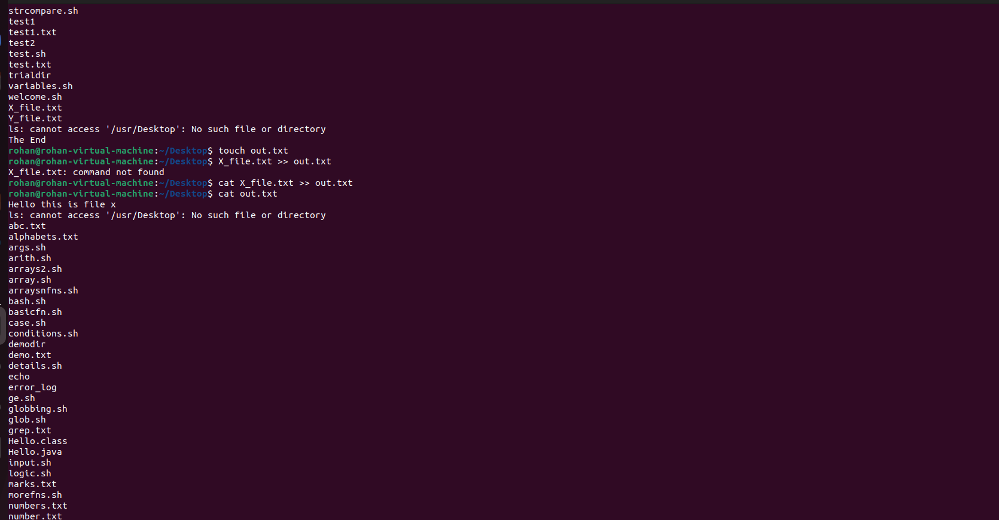 strcompare.sh
test1
test1.txt
test2
test.sh
test.txt
trialdir
variables.sh
welcome.sh
X_file.txt
Y_file.txt
ls: cannot access '/usr/Desktop': No such file or directory
The End
rohan@rohan-virtual-machine:~/Desktop$ touch out.txt
rohan@rohan-virtual-machine:~/Desktop$ X_file.txt >> out.txt
X_file.txt: command not found
rohan@rohan-virtual-machine:~/Desktop$ cat X_file.txt >> out.txt
rohan@rohan-virtual-machine:~/Desktop$ cat out.txt
Hello this is file x
ls: cannot access '/usr/Desktop': No such file or directory
abc.txt
alphabets.txt
args.sh
arith.sh
arrays2.sh
array.sh
arraysnfns.sh
bash.sh
basicfn.sh
case.sh
conditions.sh
demodir
demo.txt
details.sh
echo
error_log
ge.sh
globbing.sh
glob.sh
grep.txt
Hello.class
Hello.java
input.sh
logic.sh
marks.txt
morefns.sh
numbers.txt
number.txt